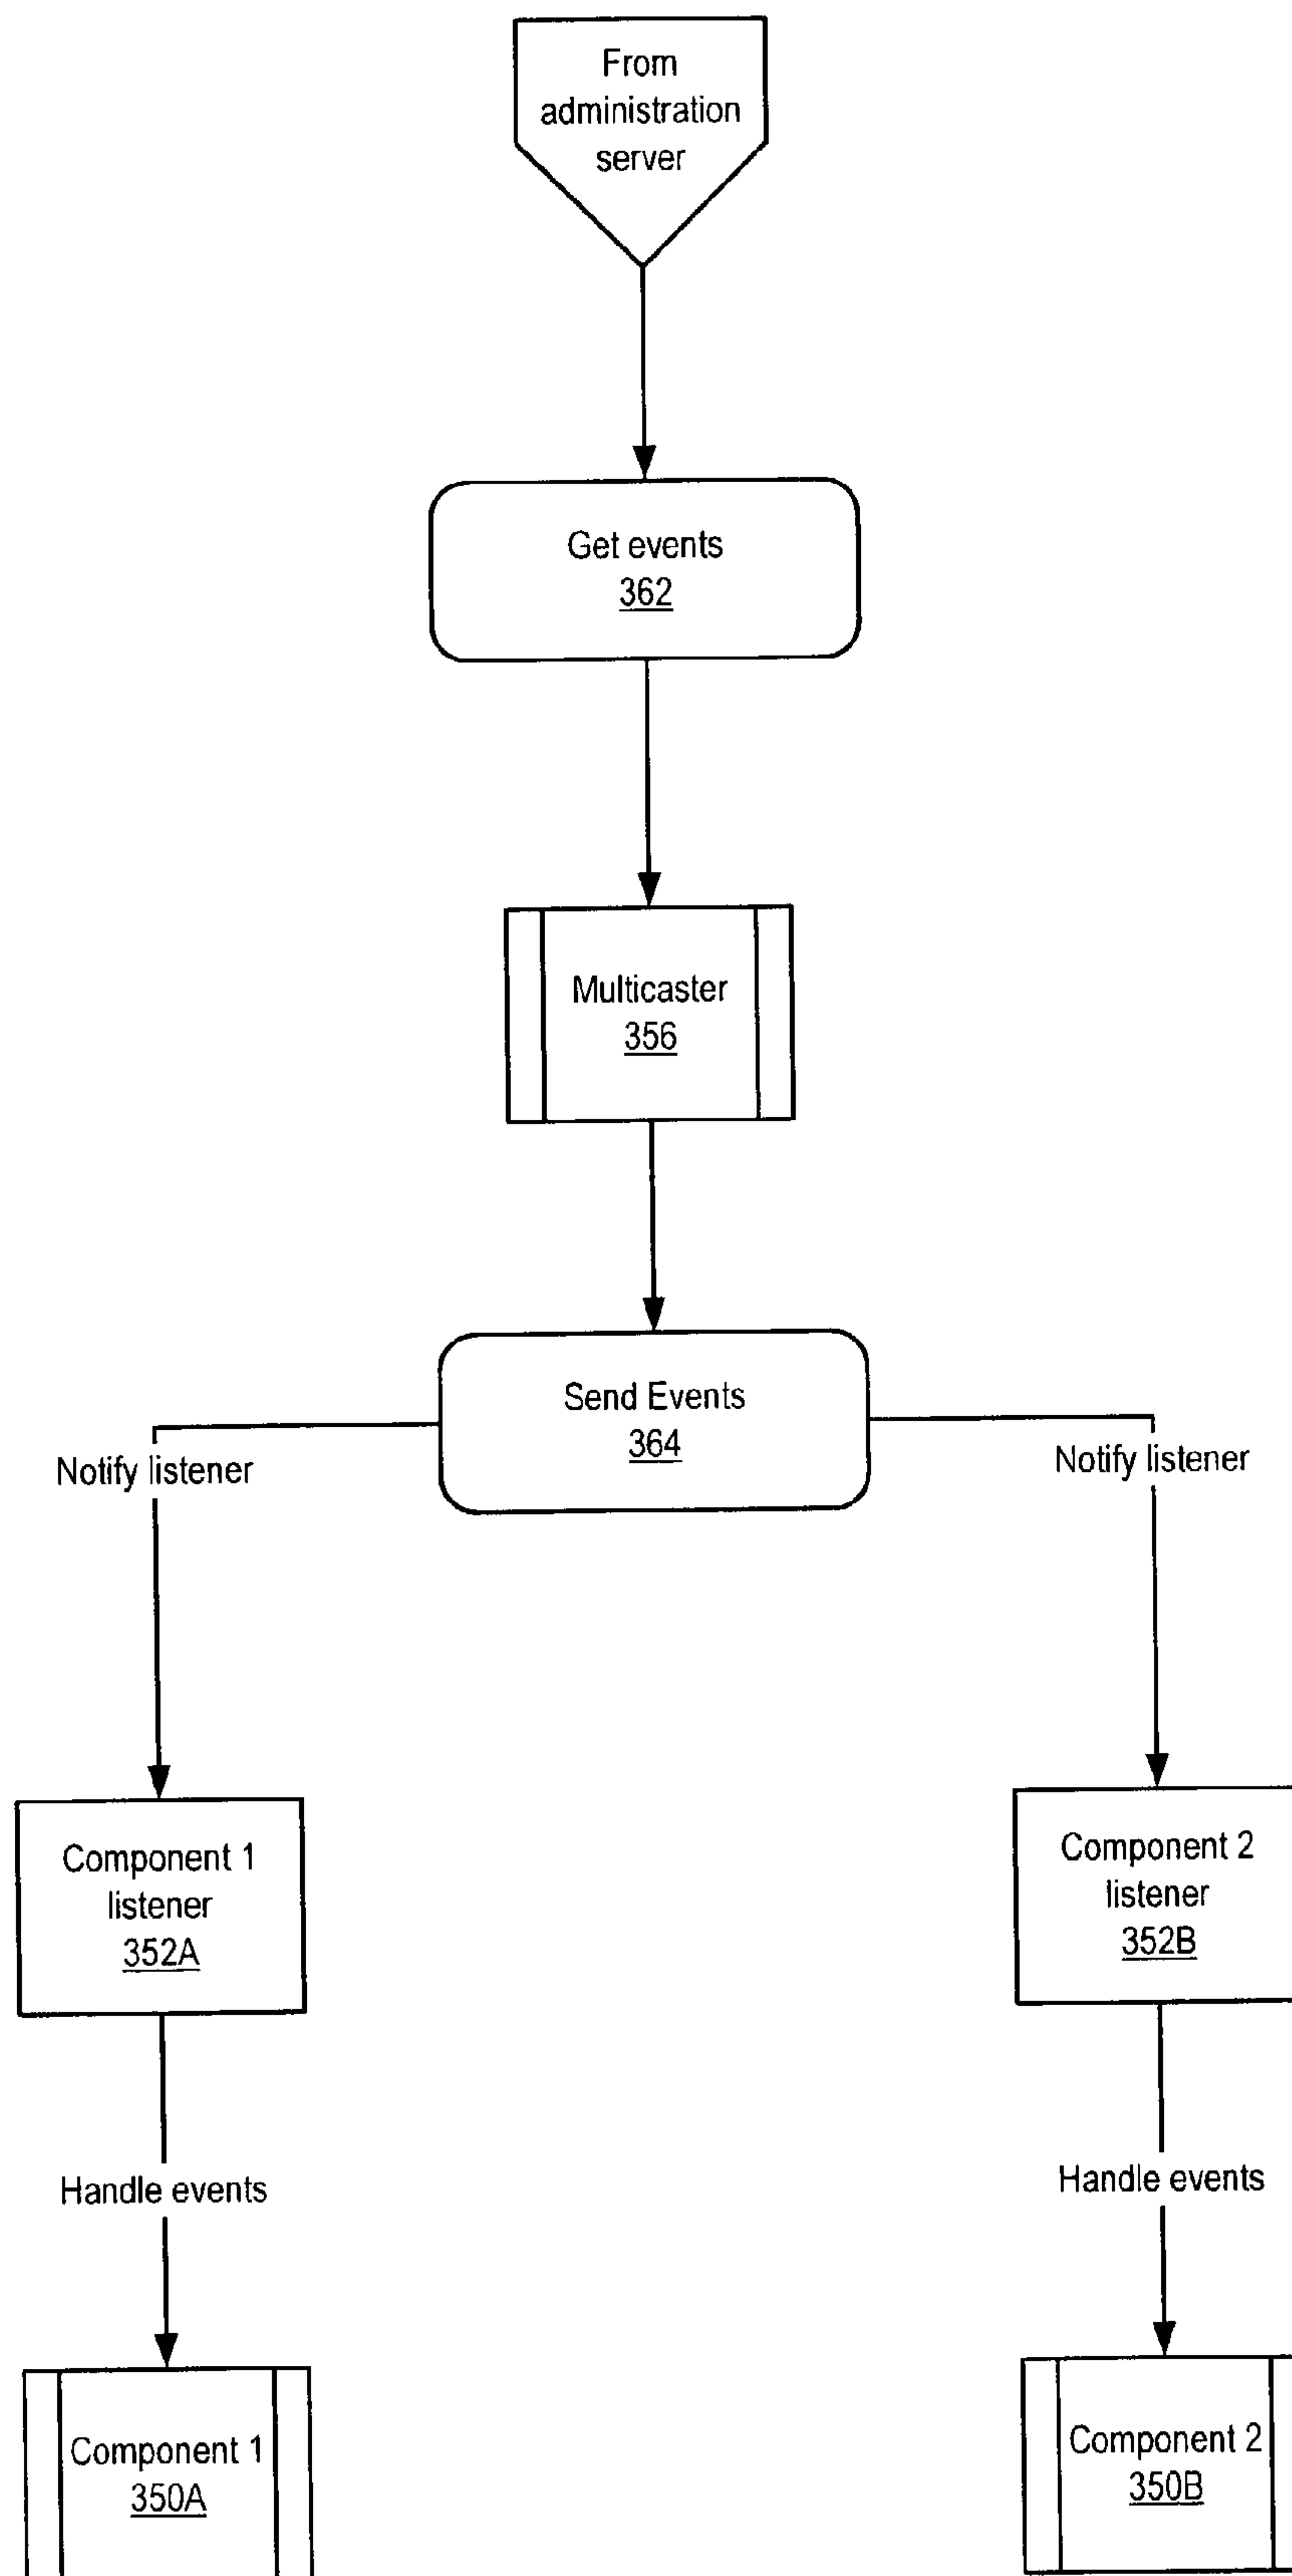 From
administration
server
Get events
362
Multicaster
356
Send Events
364
Notify listener
Notify listener
Component 1
listener
352A
Component 2
listener
352B
Handle events
Handle events
Component 1
350A
Component 2
350B